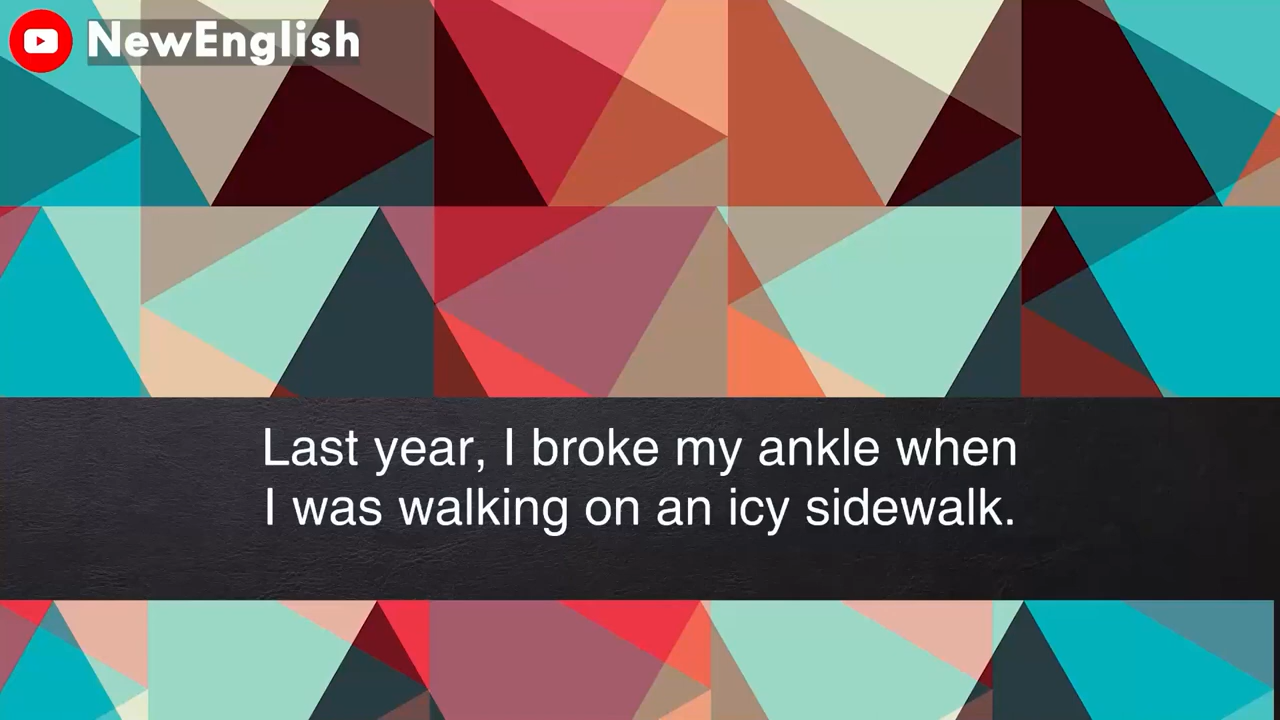 NewEnglish
Last year, I broke my ankle when
I was walking on an icy sidewalk.